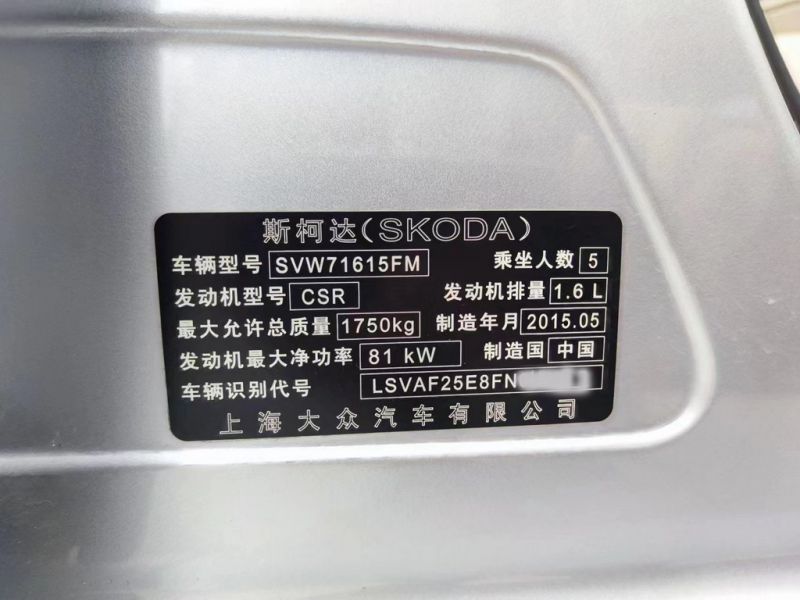 斯柯达(SKODA)
车辆型号 SVW71615FM 乘坐人数 5
发动机型号 CSR 发动机排量 1.6 L
最大允许总质量 1750kg 制造年月 2015.05
发动机最大净功率 81 kW 制造国 中国
车辆识别代号 LSVAF25E8FN
上海大众汽车有限公司